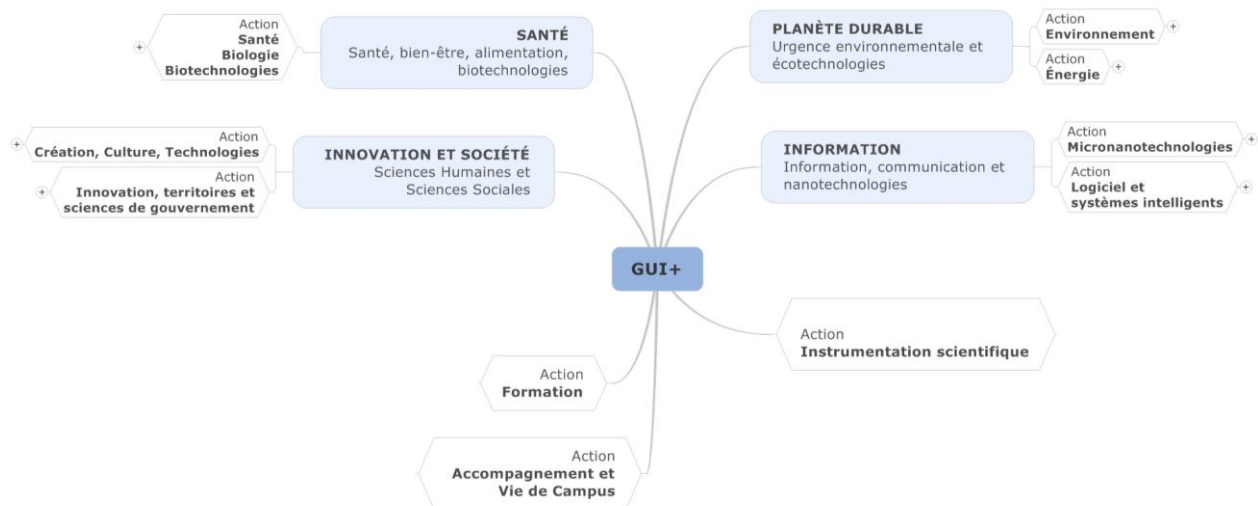 Action
Santé
Biologie
Biotechnologies
SANTÉ
Santé, bien-être, alimentation,
biotechnologies
PLANÈTE DURABLE
Urgence environnementale et
écotechnologies
Action
Environnement
Action
Énergie
Action
Création, Culture, Technologies
Action
Innovation, territoires et
sciences de gouvernement
INNOVATION ET SOCIÉTÉ
Sciences Humaines et
Sciences Sociales
INFORMATION
Information, communication et
nanotechnologies
Action
Micronanotechnologies
Action
Logiciel et
systèmes intelligents
GUI+
Action
Instrumentation scientifique
Action
Formation
Action
Accompagnement et
Vie de Campus